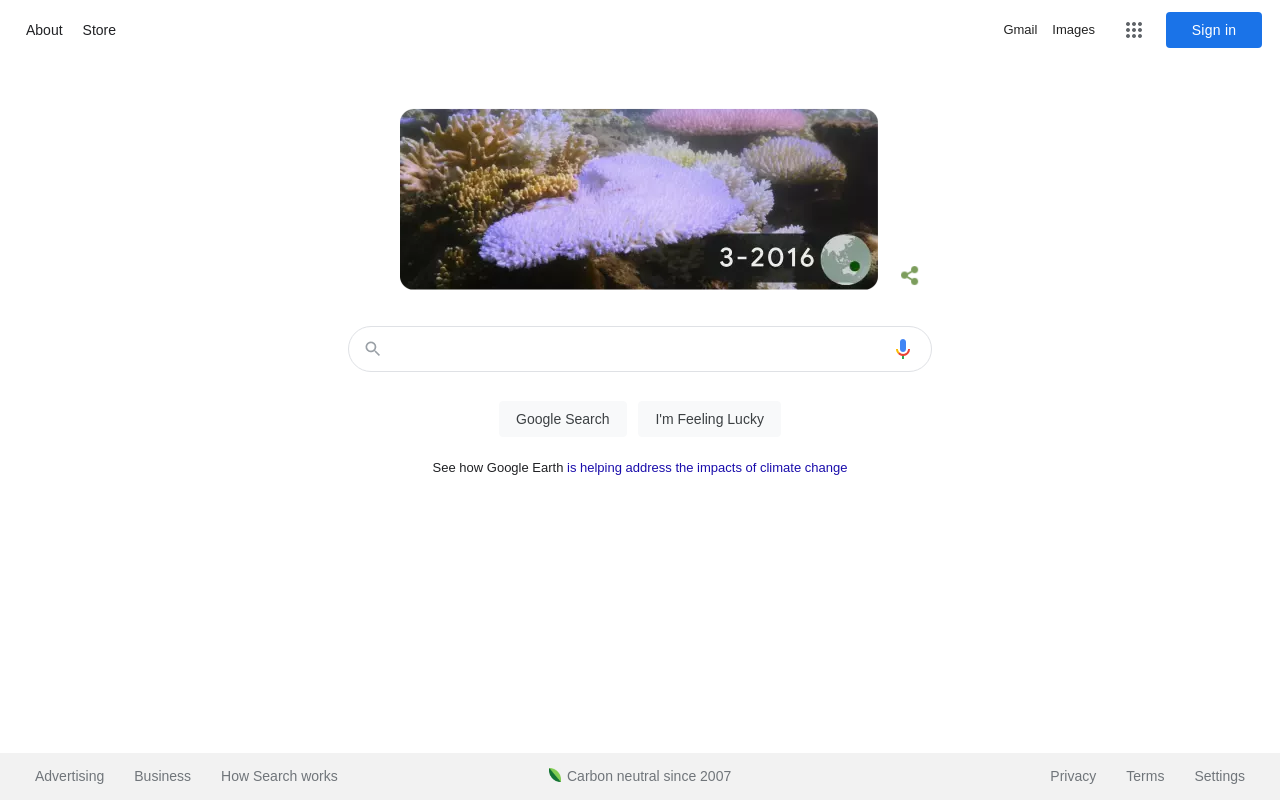 About Store
Gmail Images Sign in
3-2016
Google Search I'm Feeling Lucky
See how Google Earth is helping address the impacts of climate change
Advertising Business How Search works Carbon neutral since 2007 Privacy Terms Settings